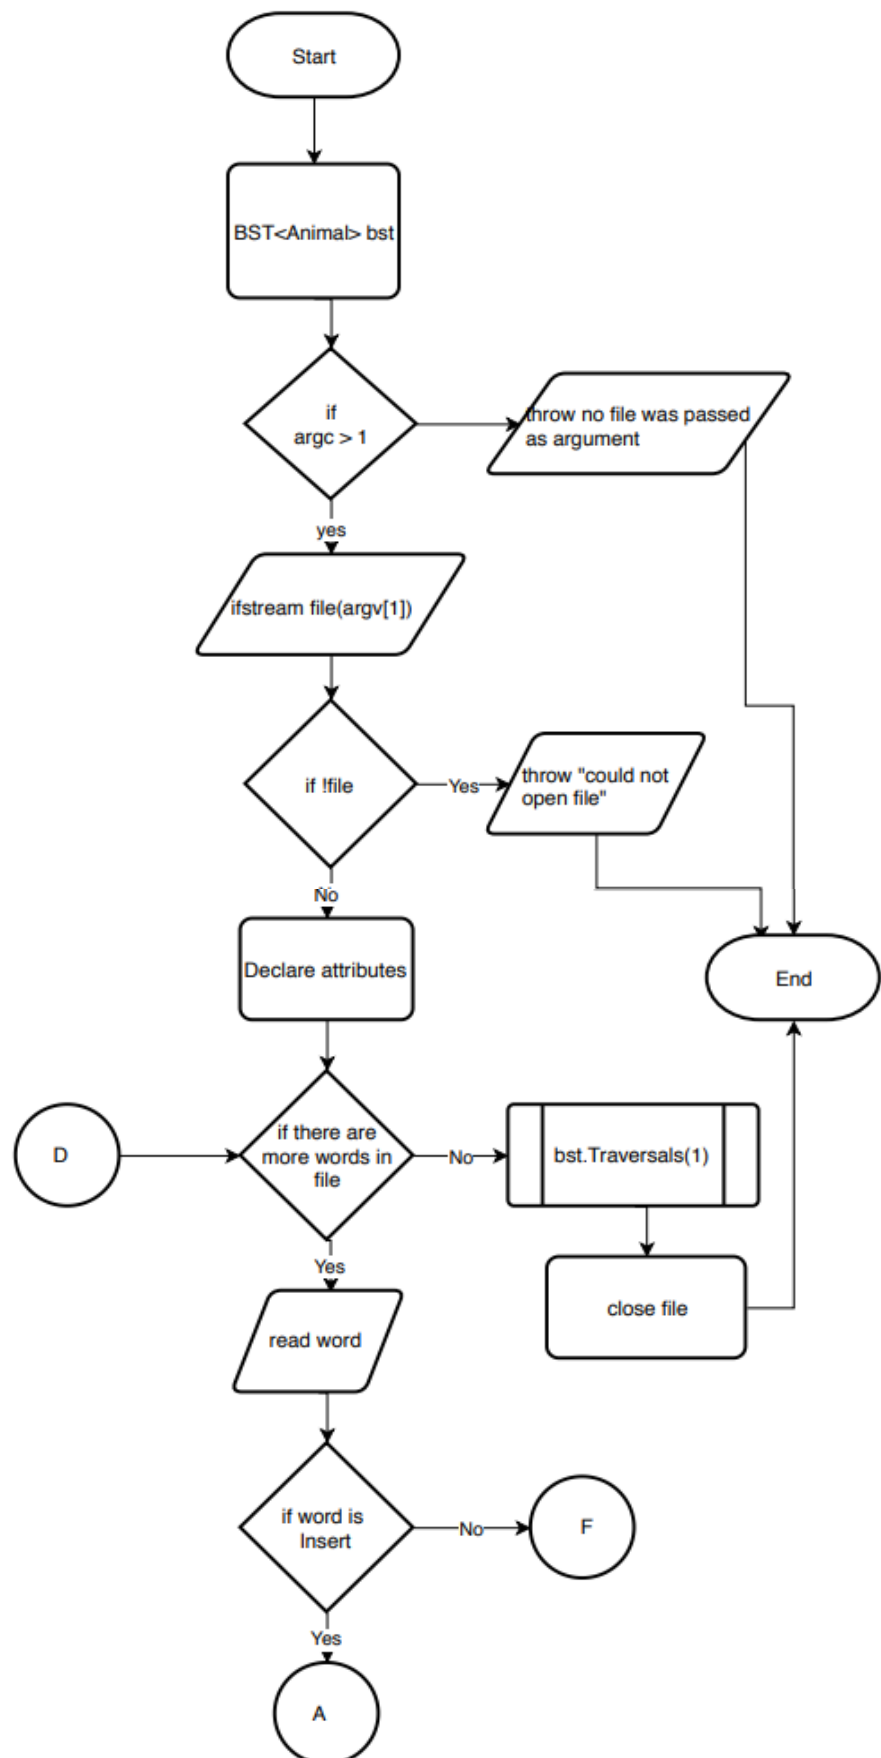 Start
BST<Animal> bst
if
argc > 1
throw no file was passed
as argument
yes
ifstream file(argv[1])
if !file
Yes
throw "could not
open file"
No
Declare attributes
End
D
if there are
more words in
file
No
bst.Traversals(1)
Yes
close file
read word
if word is
Insert
No
F
Yes
A